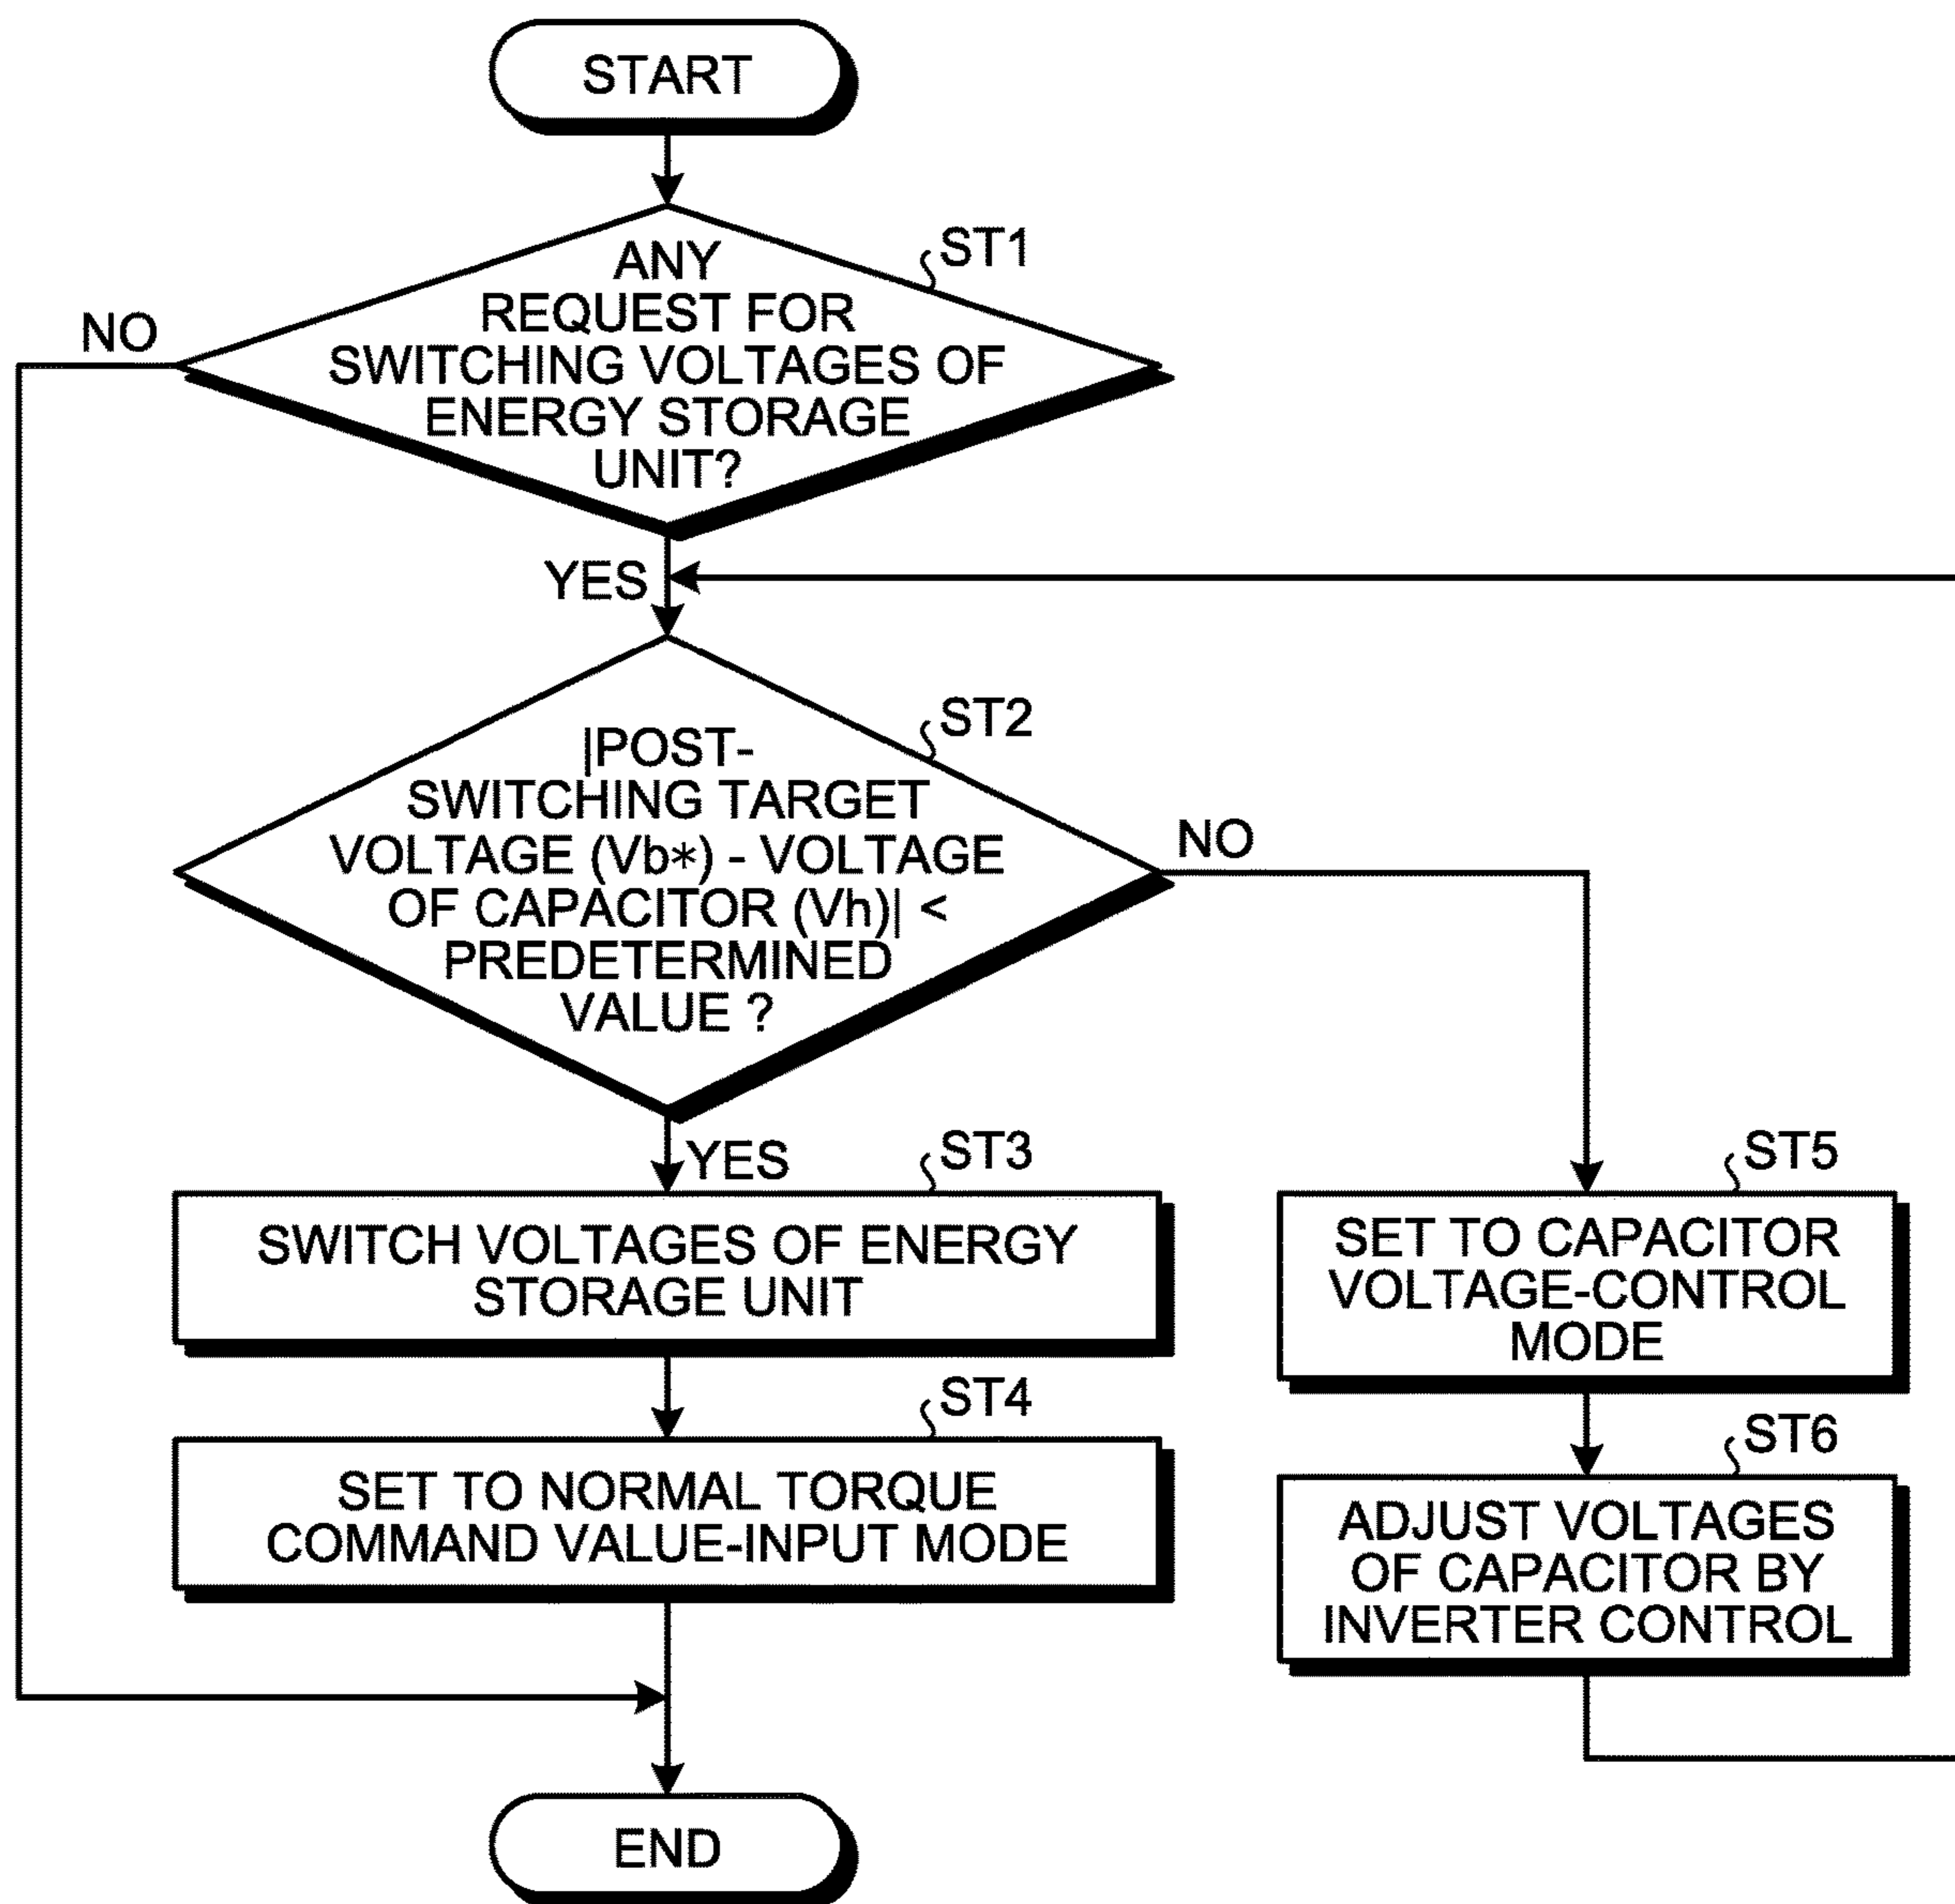 START
ST1
ANY
REQUEST FOR
SWITCHING VOLTAGES OF
ENERGY STORAGE
UNIT?
NO
YES
ST2
|POST-
SWITCHING TARGET
VOLTAGE (Vb*) - VOLTAGE
OF CAPACITOR (Vh)| <
PREDETERMINED
VALUE ?
NO
YES
ST3
SWITCH VOLTAGES OF ENERGY
STORAGE UNIT
ST4
SET TO NORMAL TORQUE
COMMAND VALUE-INPUT MODE
ST5
SET TO CAPACITOR
VOLTAGE-CONTROL
MODE
ST6
ADJUST VOLTAGES
OF CAPACITOR BY
INVERTER CONTROL
END